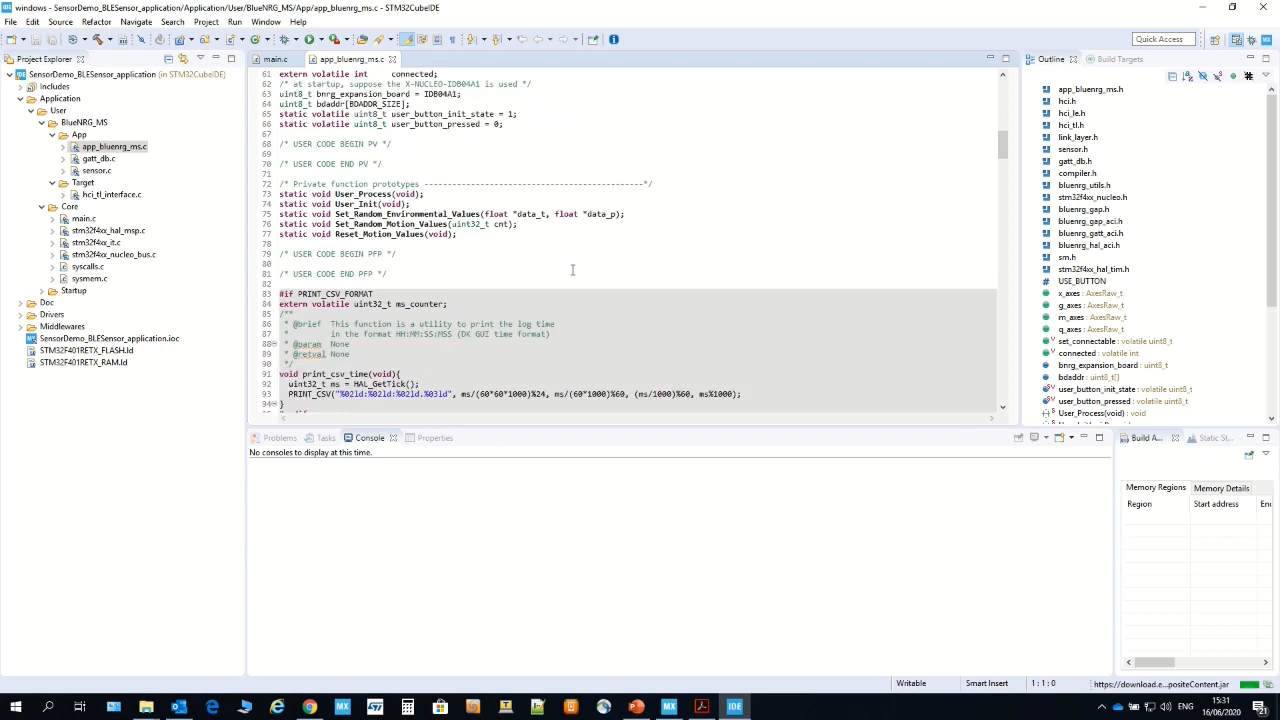 windows - SensorDemo_BLESensor_application/Application/User/BlueNRG_MS/App/app_bluenrg_ms.c - STM32CubeIDE
File Edit Source Refactor Navigate Search Project Run Window Help
Quick Access
Project Explorer
SensorDemo_BLESensor_application (in STM32CubeIDE)
Includes
Application
User
BlueNRG_MS
App
app_bluenrg_ms.c
gatt_db.c
sensor.c
Target
hci_tl_interface.c
Core
main.c
stm32f4xx_hal_msp.c
stm32f4xx_it.c
stm32f4xx_nucleo_bus.c
syscalls.c
sysmem.c
Startup
Doc
Drivers
Middlewares
SensorDemo_BLESensor_application.ioc
STM32F401RETX_FLASH.ld
STM32F401RETX_RAM.ld
main.c
app_bluenrg_ms.c
61 extern volatile int connected;
62 /* at startup, suppose the X-NUCLEO-IDB04A1 is used */
63 uint8_t bnrg_expansion_board = IDB04A1;
64 uint8_t bdaddr[BDADDR_SIZE];
65 static volatile uint8_t user_button_init_state = 1;
66 static volatile uint8_t user_button_pressed = 0;
67
68 /* USER CODE BEGIN PV */
69
70 /* USER CODE END PV */
71
72 /* Private function prototypes -----------------------------------------------*/
73 static void User_Process(void);
74 static void User_Init(void);
75 static void Set_Random_Environmental_Values(float *data_t, float *data_p);
76 static void Set_Random_Motion_Values(uint32_t cnt);
77 static void Reset_Motion_Values(void);
78
79 /* USER CODE BEGIN PFP */
80
81 /* USER CODE END PFP */
82
83 #if PRINT_CSV_FORMAT
84 extern volatile uint32_t ms_counter;
85 /**
86 * @brief This function is a utility to print the log time
87 * in the format HH:MM:SS:MSS (DK GUI time format)
88 * @param None
89 * @retval None
90 */
91 void print_csv_time(void){
92 uint32_t ms = HAL_GetTick();
93 PRINT_CSV("%02ld:%02ld:%02ld.%03ld", ms/(60*60*1000)%24, ms/(60*1000)%60, (ms/1000)%60, ms%1000);
94 }
Outline
Build Targets
app_bluenrg_ms.h
hci.h
hci_le.h
hci_tl.h
link_layer.h
sensor.h
gatt_db.h
compiler.h
bluenrg_utils.h
stm32f4xx_nucleo.h
bluenrg_gap.h
bluenrg_gap_aci.h
bluenrg_gatt_aci.h
bluenrg_hal_aci.h
sm.h
stm32f4xx_hal_tim.h
USE_BUTTON
x_axes : AxesRaw_t
g_axes : AxesRaw_t
m_axes : AxesRaw_t
q_axes : AxesRaw_t
set_connectable : volatile uint8_t
connected : volatile int
bnrg_expansion_board : uint8_t
bdaddr : uint8_t[]
user_button_init_state : volatile uint8_t
user_button_pressed : volatile uint8_t
User_Process(void) : void
Problems Tasks Console Properties
No consoles to display at this time.
Build A... Static St...
Memory Regions Memory Details
Region Start address
Writable Smart Insert 1 : 1 : 0 https://download.e...positeContent.jar
ENG 15:31
16/06/2020